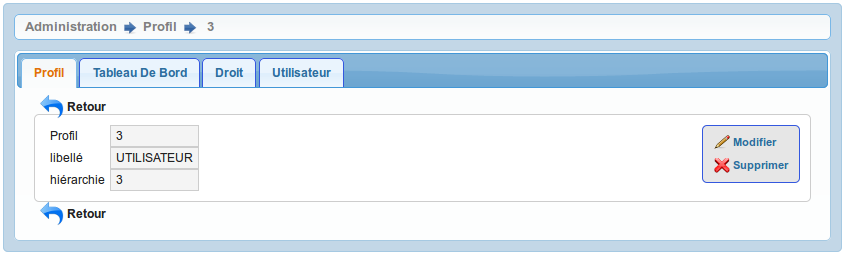 Administration Profil 3
Profil Tableau De Bord Droit Utilisateur
Retour
Profil 3
libellé UTILISATEUR
hiérarchie 3
Modifier
Supprimer
Retour